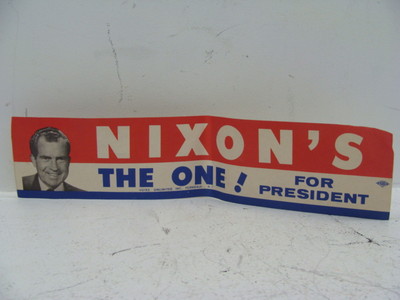 NIXON'S
THE ONE!
FOR
PRESIDENT